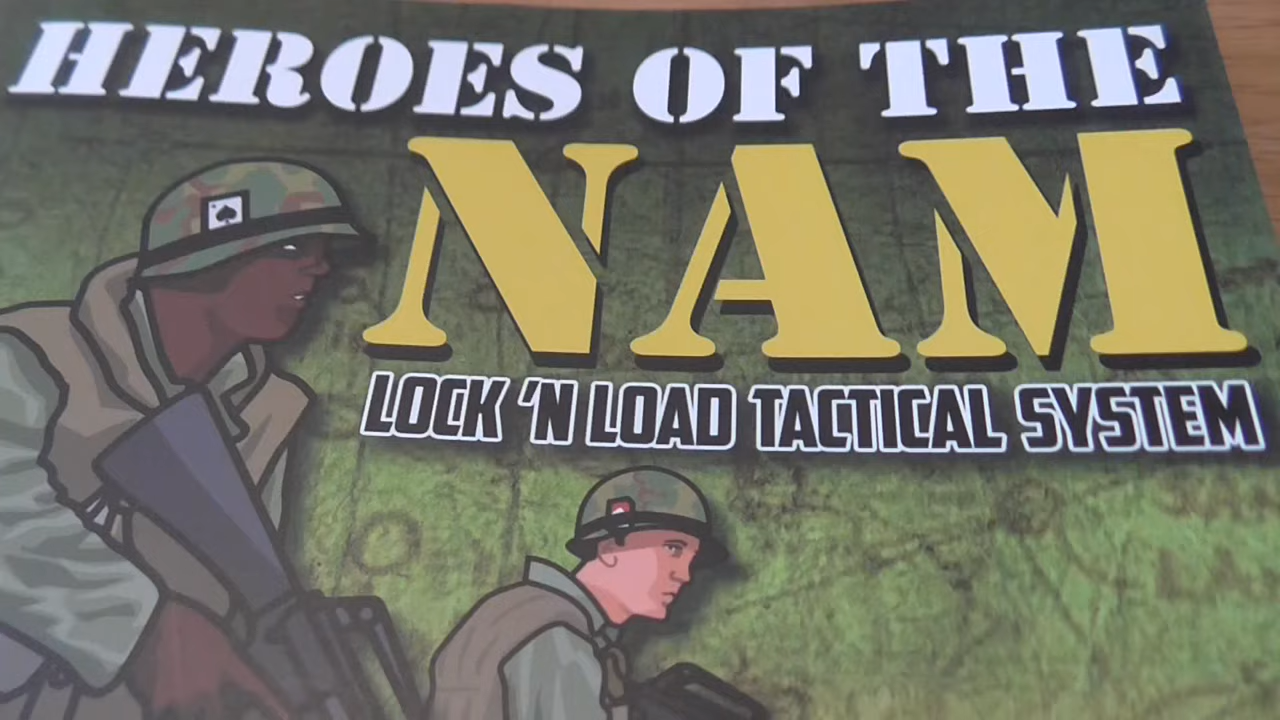 HEROES OF THE
NAM
LOCK 'N LOAD TACTICAL SYSTEM